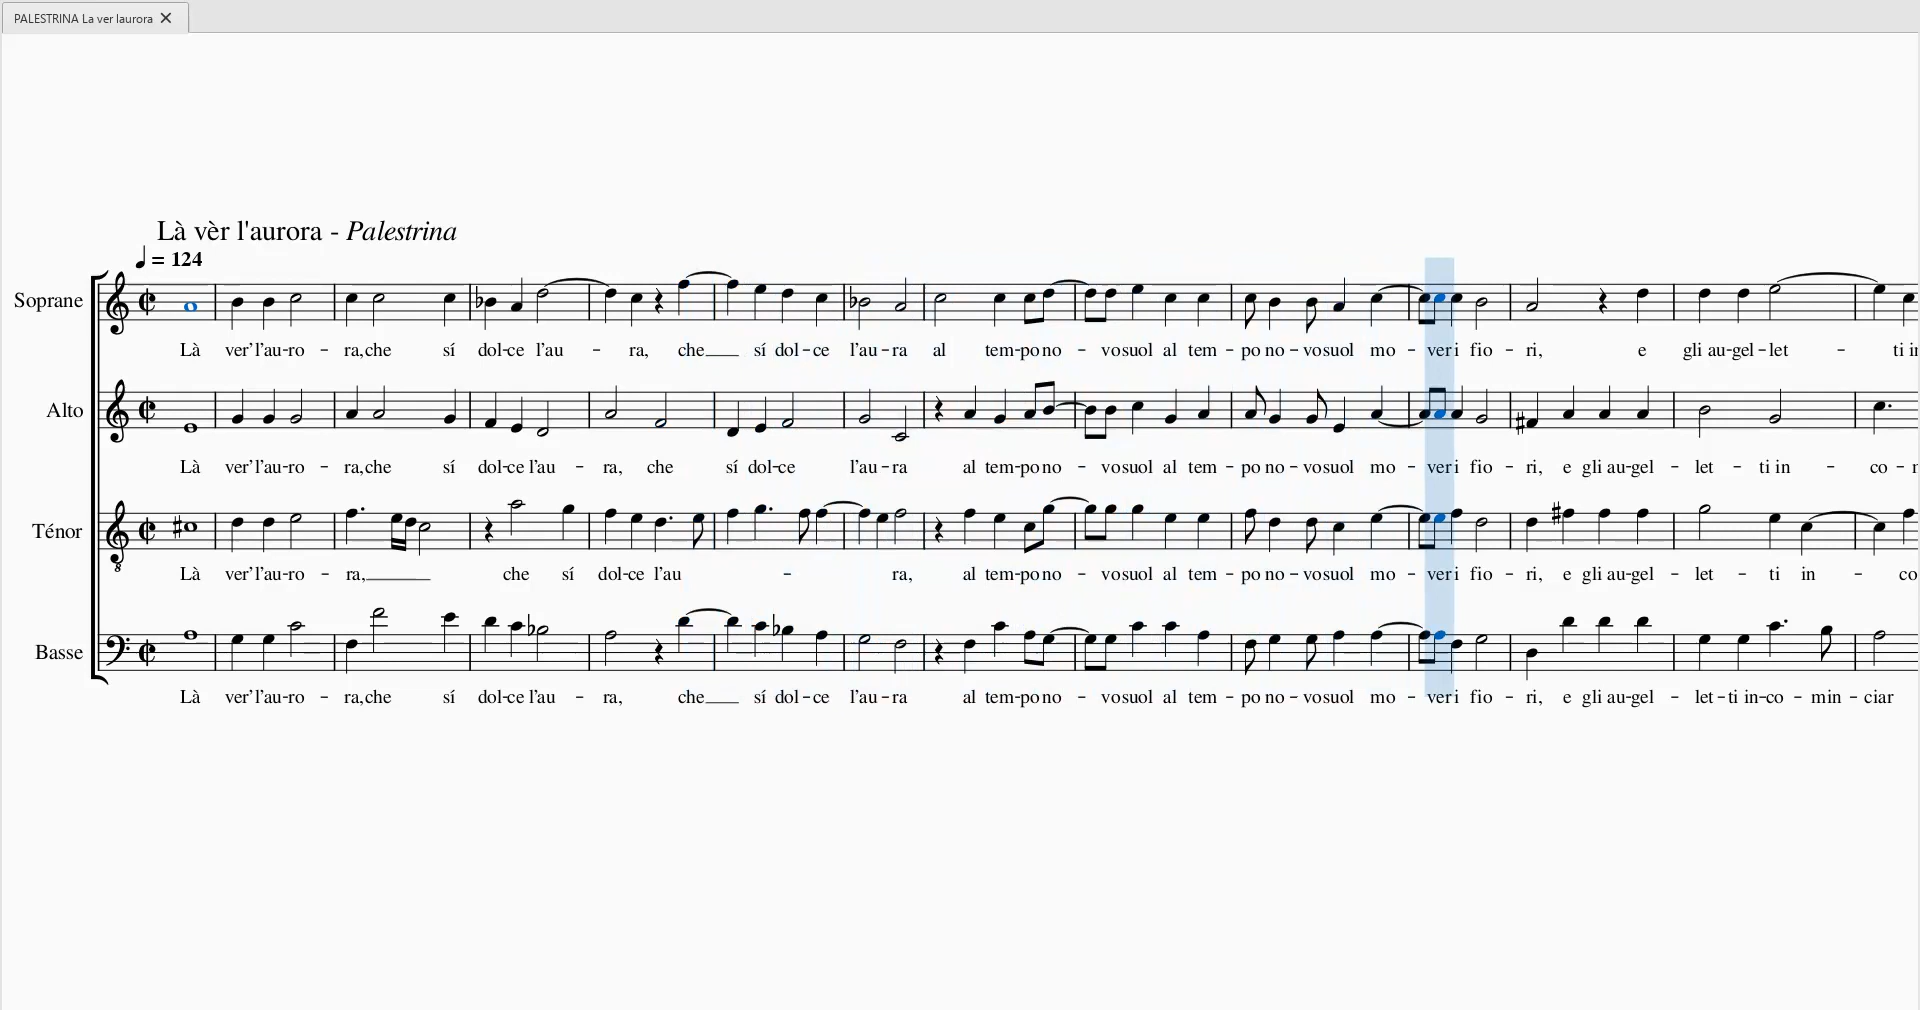 PALESTRINA La ver laurora
Là vèr l'aurora - Palestrina
= 124
Soprane
Là ver' l'au-ro - ra, che sí dol-ce l'au - ra, che sí dol-ce l'au-ra al tem-po no - vo suol al tem - po no - vo suol mo - ver i fio - ri, e gli au-gel-let - ti in
Alto
Là ver' l'au-ro - ra, che sí dol-ce l'au - ra, che sí dol-ce l'au-ra al tem-po no - vo suol al tem - po no - vo suol mo - ver i fio - ri, e gli au-gel - let - ti in - co -
Ténor
Là ver' l'au-ro - ra, che sí dol-ce l'au - ra, al tem-po no - vo suol al tem - po no - vo suol mo - ver i fio - ri, e gli au-gel - let - ti in - co
Basse
Là ver' l'au-ro - ra, che sí dol-ce l'au - ra, che sí dol-ce l'au-ra al tem-po no - vo suol al tem - po no - vo suol mo - ver i fio - ri, e gli au-gel - let-ti in-co - min - ciar